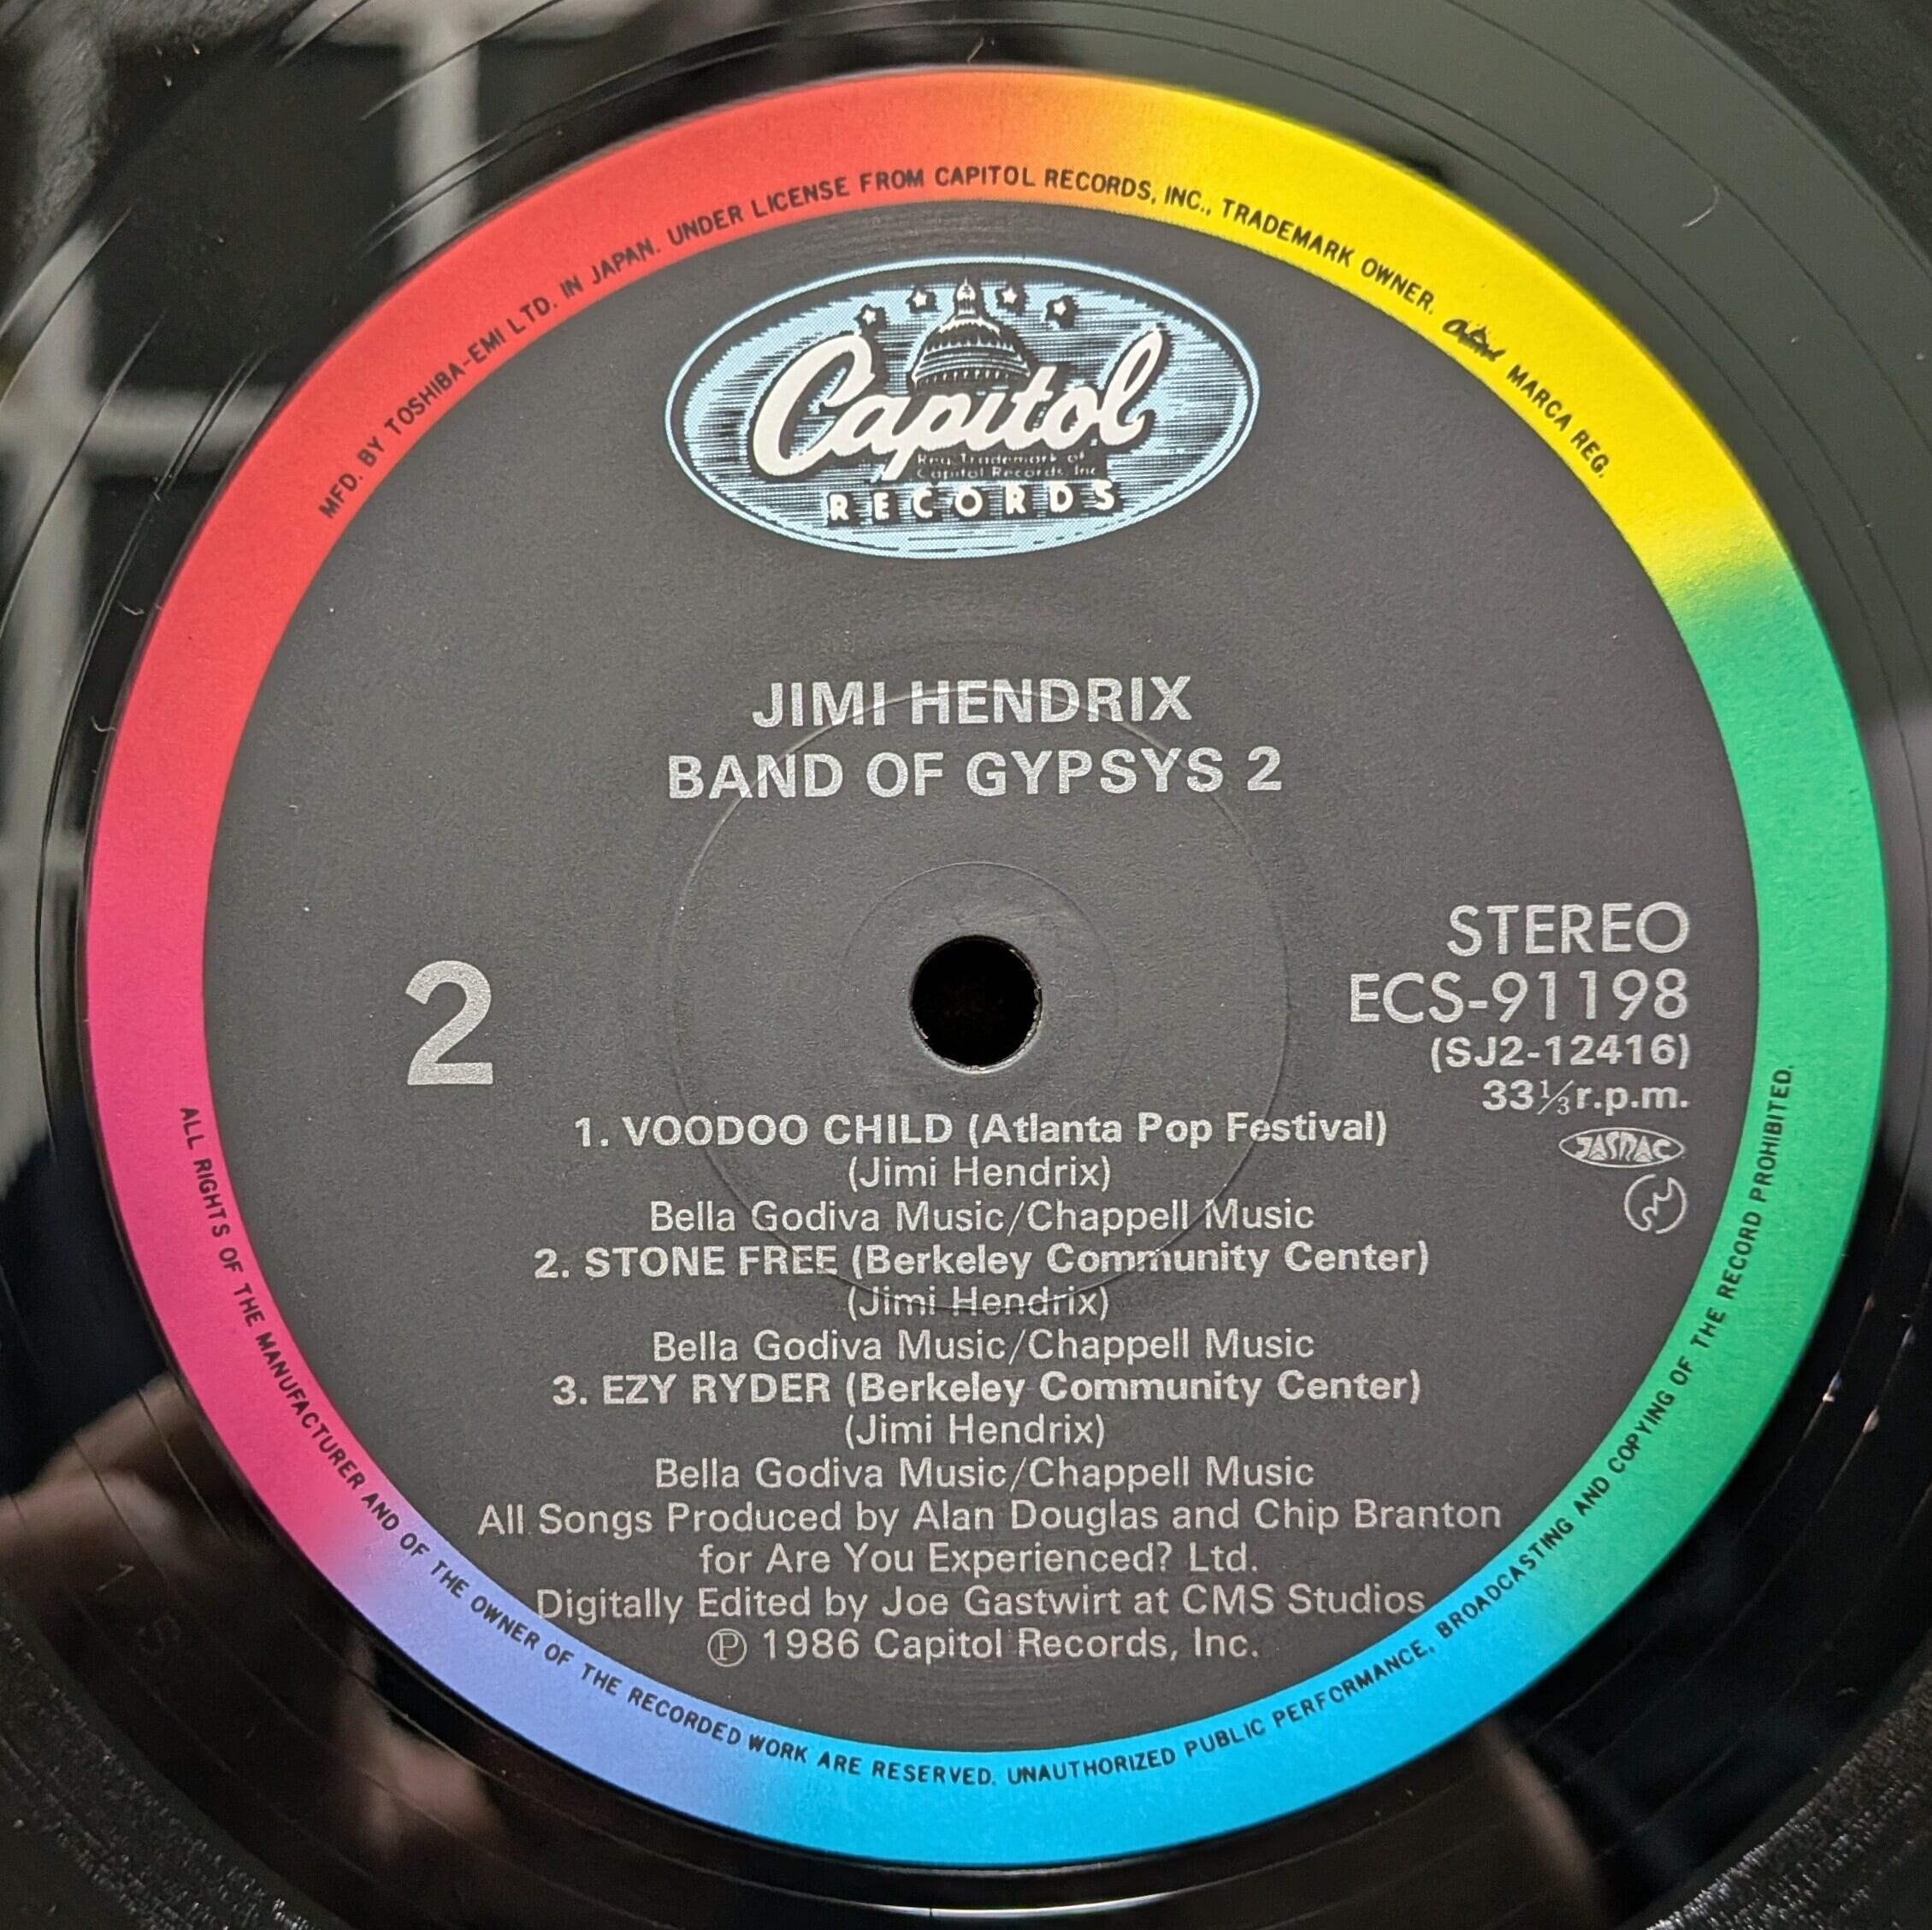 MFD. BY TOSHIBA-EMI LTD. IN JAPAN. UNDER LICENSE FROM CAPITOL RECORDS, INC., TRADEMARK OWNER. Capitol MARCA REG.
Capitol
Reg. Trademark of
Capitol Records, Inc.
RECORDS
JIMI HENDRIX
BAND OF GYPSYS 2
2
STEREO
ECS-91198
(SJ2-12416)
33⅓r.p.m.
JASRAC
1. VOODOO CHILD (Atlanta Pop Festival)
(Jimi Hendrix)
Bella Godiva Music/Chappell Music
2. STONE FREE (Berkeley Community Center)
(Jimi Hendrix)
Bella Godiva Music/Chappell Music
3. EZY RYDER (Berkeley Community Center)
(Jimi Hendrix)
Bella Godiva Music/Chappell Music
All Songs Produced by Alan Douglas and Chip Branton
for Are You Experienced? Ltd.
Digitally Edited by Joe Gastwirt at CMS Studios
℗ 1986 Capitol Records, Inc.
ALL RIGHTS OF THE MANUFACTURER AND OF THE OWNER OF THE RECORDED WORK ARE RESERVED. UNAUTHORIZED PUBLIC PERFORMANCE, BROADCASTING AND COPYING OF THE RECORD PROHIBITED.